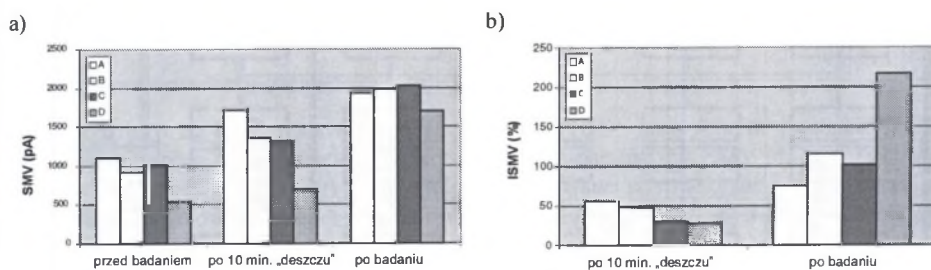 a)
2500
2000
1500
1000
500
0
SMV (pA)
A
B
C
D
przed badaniem po 10 min. „deszczu" po badaniu
b)
250
200
150
100
50
0
ISMV (%)
A
B
C
D
po 10 min. „deszczu" po badaniu